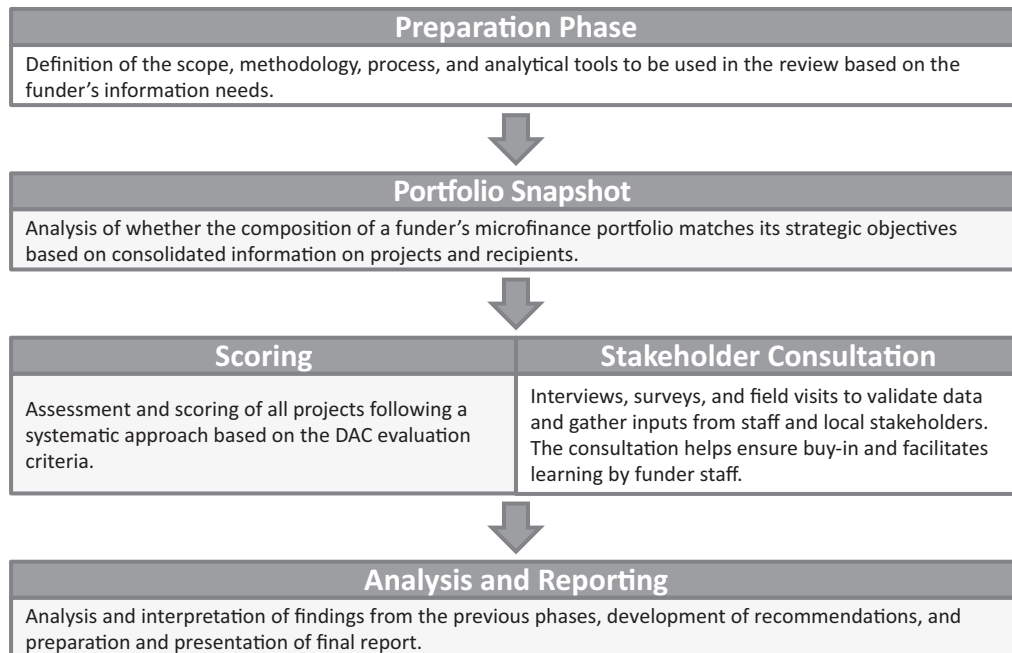 Preparation Phase
Definition of the scope, methodology, process, and analytical tools to be used in the review based on the
funder’s information needs.
Portfolio Snapshot
Analysis of whether the composition of a funder’s microfinance portfolio matches its strategic objectives
based on consolidated information on projects and recipients.
Scoring
Assessment and scoring of all projects following a
systematic approach based on the DAC evaluation
criteria.
Stakeholder Consultation
Interviews, surveys, and field visits to validate data
and gather inputs from staff and local stakeholders.
The consultation helps ensure buy-in and facilitates
learning by funder staff.
Analysis and Reporting
Analysis and interpretation of findings from the previous phases, development of recommendations, and
preparation and presentation of final report.